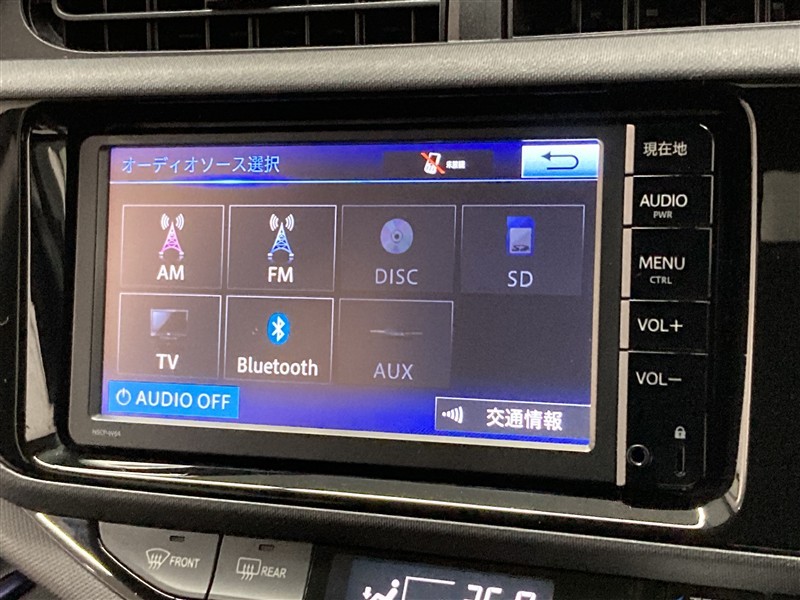 オーディオソース選択
現在地
AUDIO
PWR
AM
FM
DISC
SD
MENU
CTRL
TV
Bluetooth
AUX
VOL+
VOL−
AUDIO OFF
交通情報
FRONT
REAR